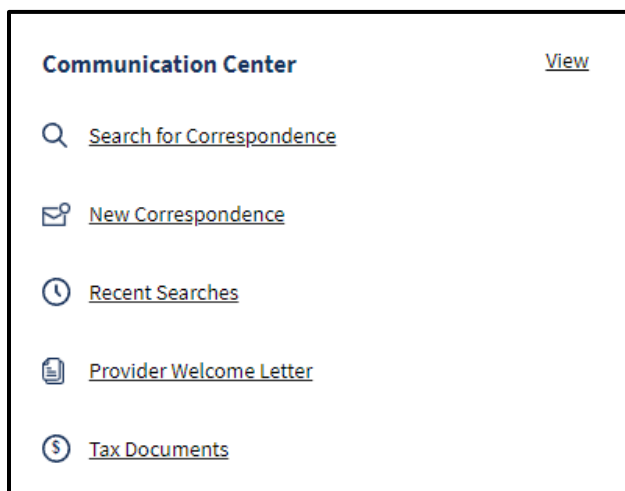 Communication Center View
Search for Correspondence
New Correspondence
Recent Searches
Provider Welcome Letter
$ Tax Documents